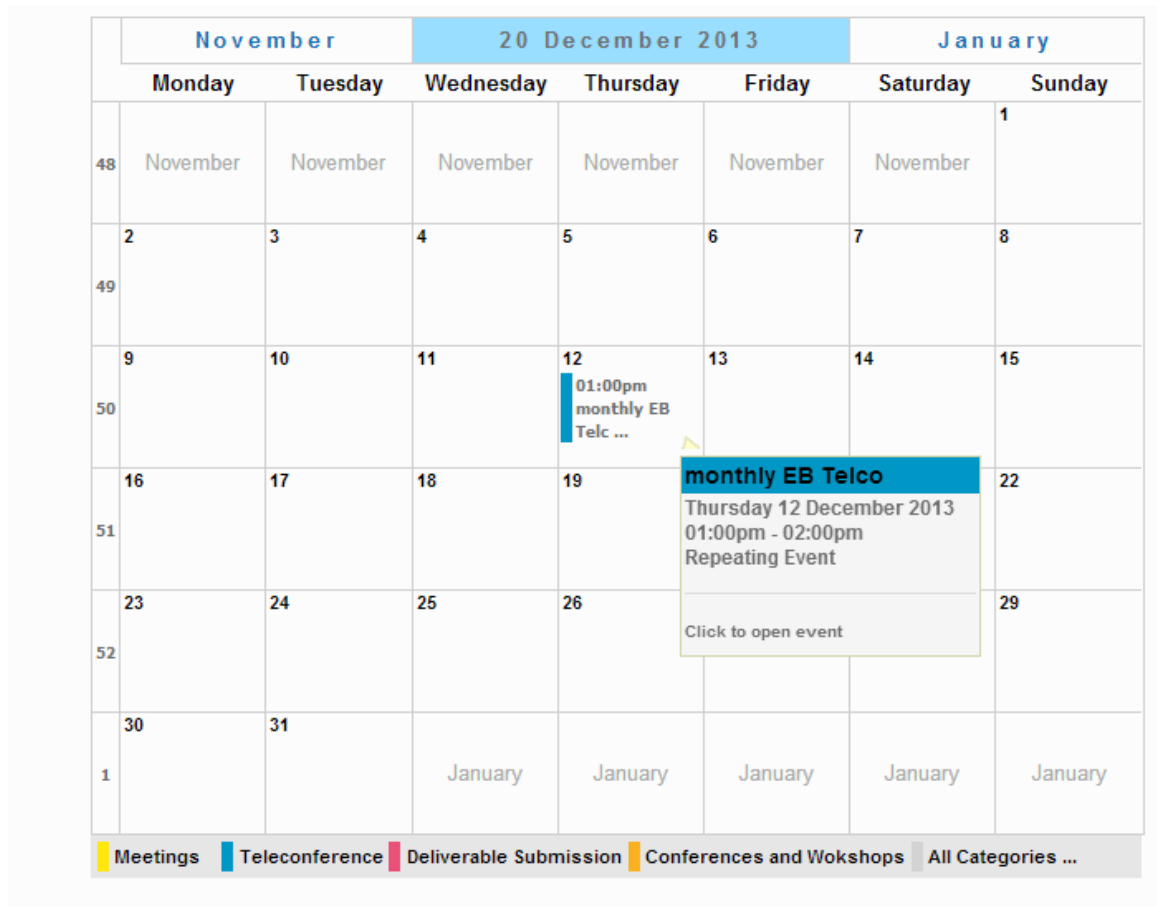 November 20 December 2013 January
Monday Tuesday Wednesday Thursday Friday Saturday Sunday
1
48 November November November November November November
2 3 4 5 6 7 8
49
9 10 11 12 13 14 15
01:00pm
50 monthly EB
Telc ...
16 17 18 19 22
monthly EB Telco
Thursday 12 December 2013
51 01:00pm - 02:00pm
Repeating Event
23 24 25 26 29
Click to open event
52
30 31
1 January January January January January
Meetings Teleconference Deliverable Submission Conferences and Wokshops All Categories ...